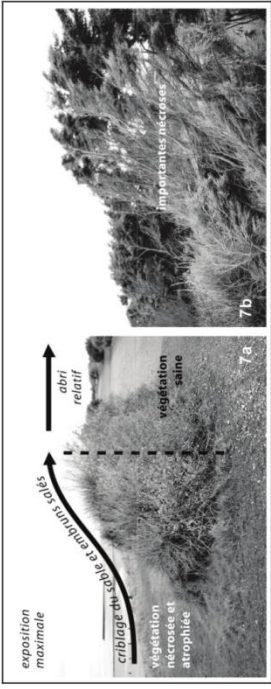 exposition
maximale
abri
relatif
criblage du sable et embruns salés
végétation
nécrosée et
atrophiée
végétation
saine
7a
importantes nécroses
7b